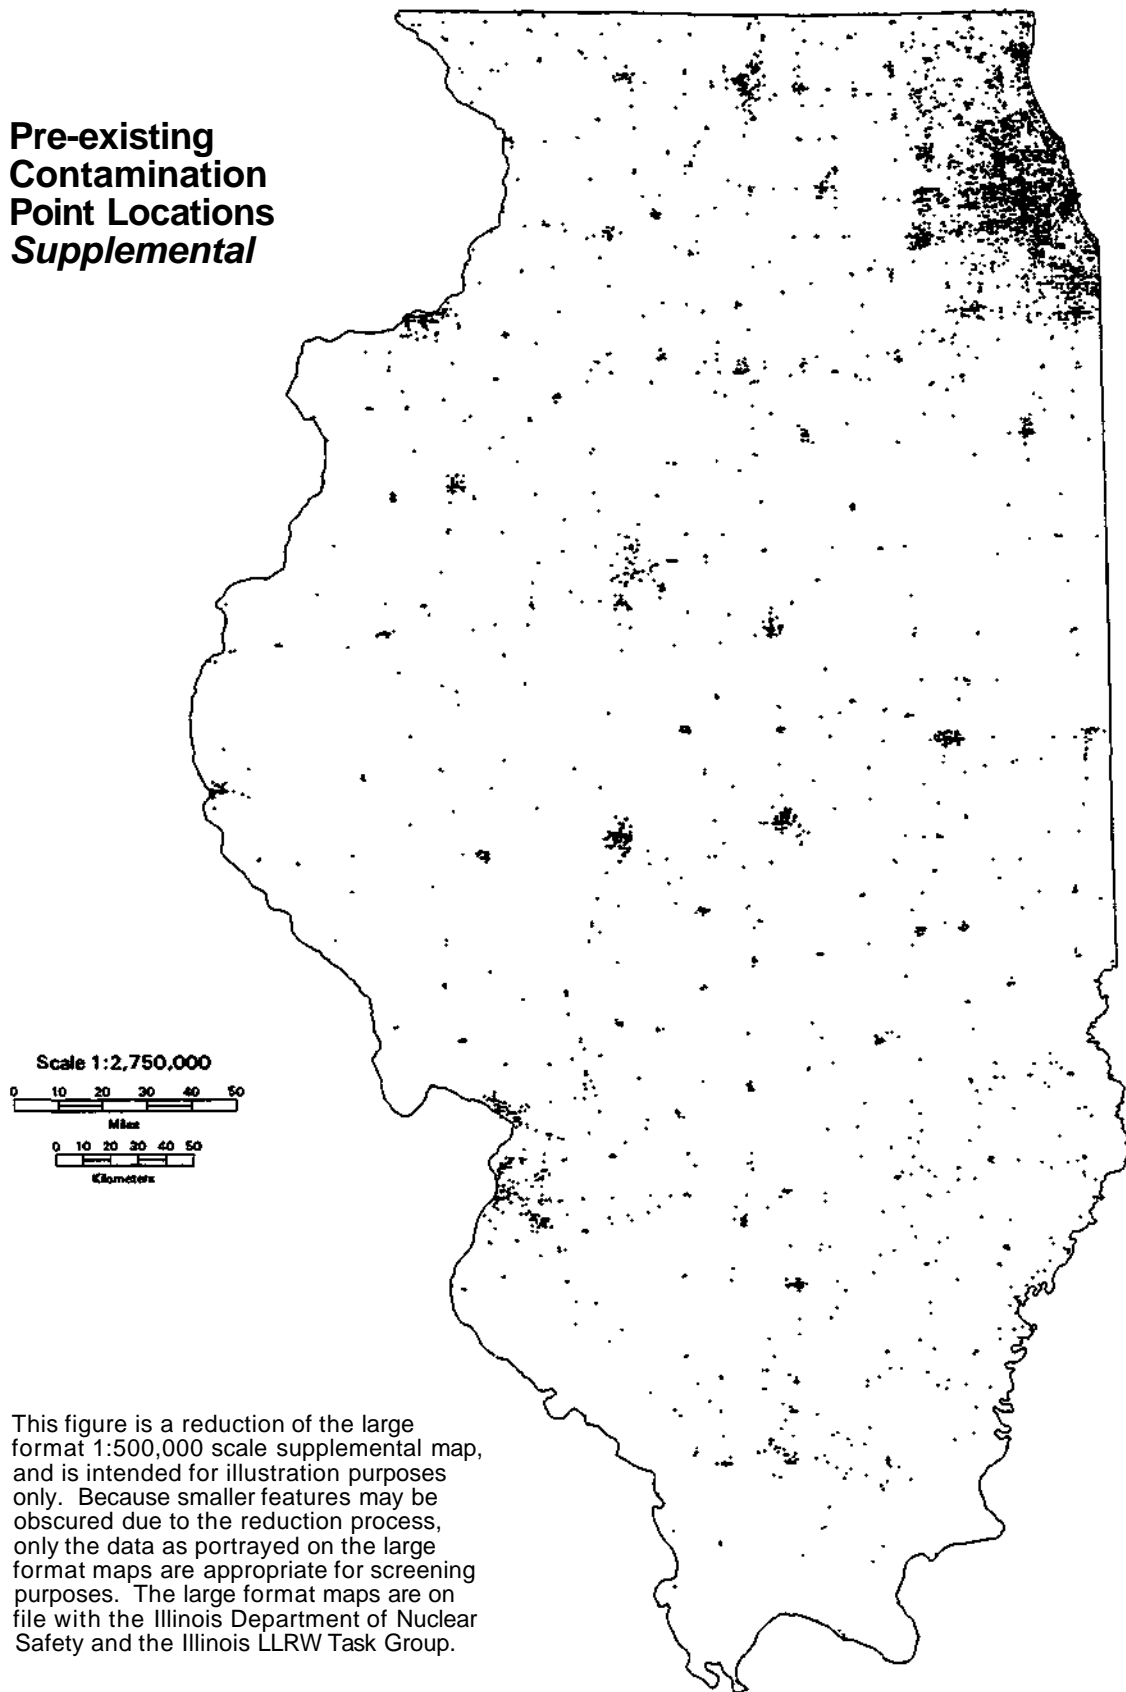 Pre-existing
Contamination
Point Locations
Supplemental
Scale 1:2,750,000
0 10 20 30 40 50
Miles
0 10 20 30 40 50
Kilometers
This figure is a reduction of the large
format 1:500,000 scale supplemental map,
and is intended for illustration purposes
only. Because smaller features may be
obscured due to the reduction process,
only the data as portrayed on the large
format maps are appropriate for screening
purposes. The large format maps are on
file with the Illinois Department of Nuclear
Safety and the Illinois LLRW Task Group.